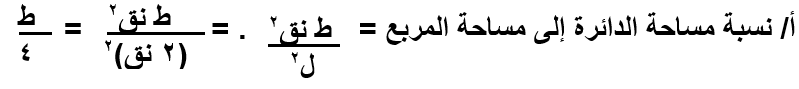 أ/ نسبة مساحة الدائرة إلى مساحة المربع = ط نق٢ / ل٢ . = ط نق٢ / (٢ نق)٢ = ط / ٤